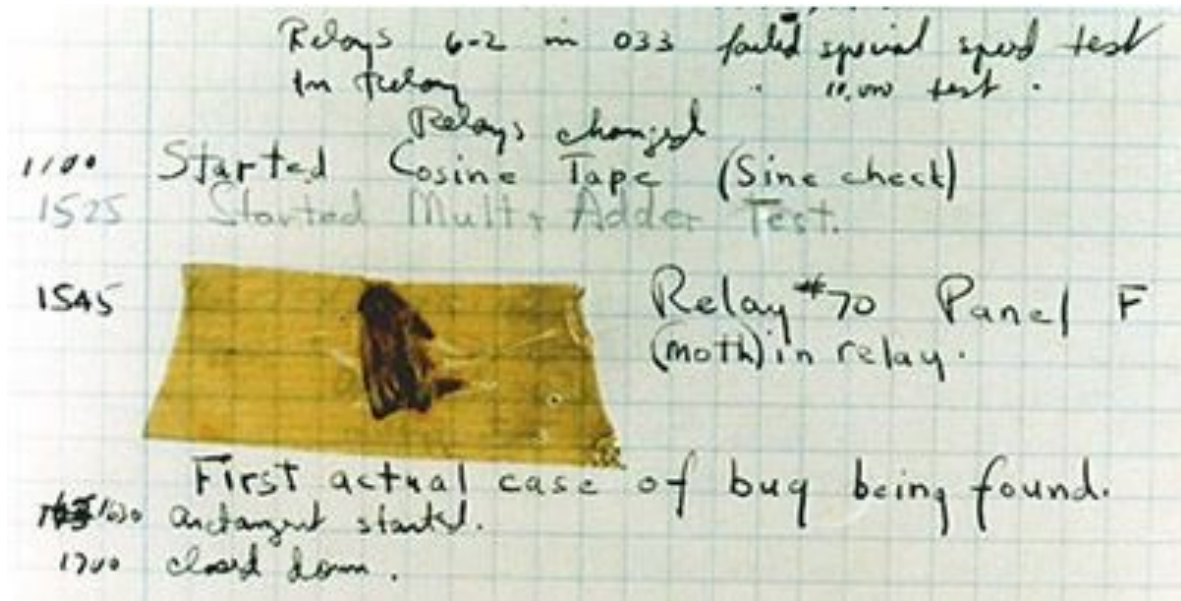 Relays 6-2 in 033 failed special speed test
In Relay " 11,000 test.
Relays changed
1100 Started Cosine Tape (Sine check)
1525 Started Mult + Adder Test.
1545 Relay #70 Panel F
(moth) in relay.
First actual case of bug being found.
1630 arctangent started.
1700 closed down.